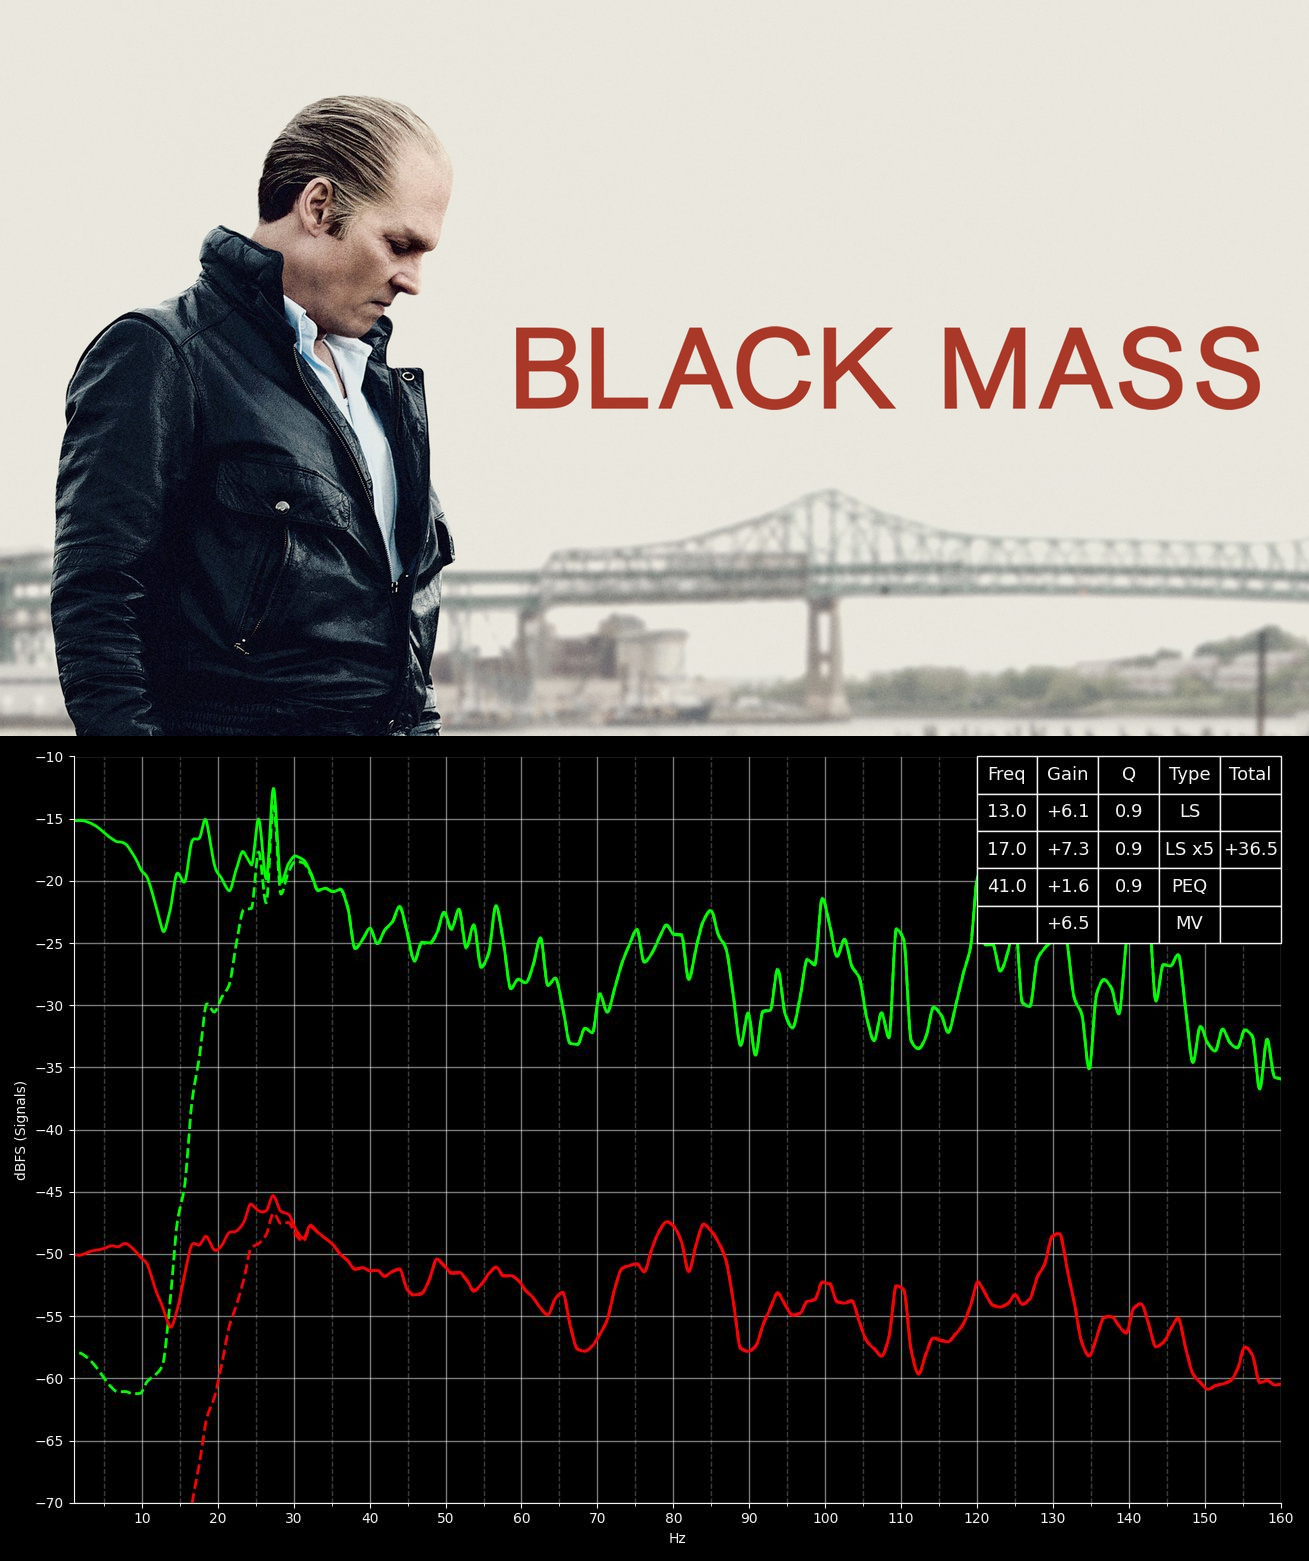 BLACK MASS
Freq Gain Q Type Total
13.0 +6.1 0.9 LS
17.0 +7.3 0.9 LS x5 +36.5
41.0 +1.6 0.9 PEQ
+6.5 MV
−10
−15
−20
−25
−30
−35
−40
−45
−50
−55
−60
−65
−70
dBFS (Signals)
10 20 30 40 50 60 70 80 90 100 110 120 130 140 150 160
Hz